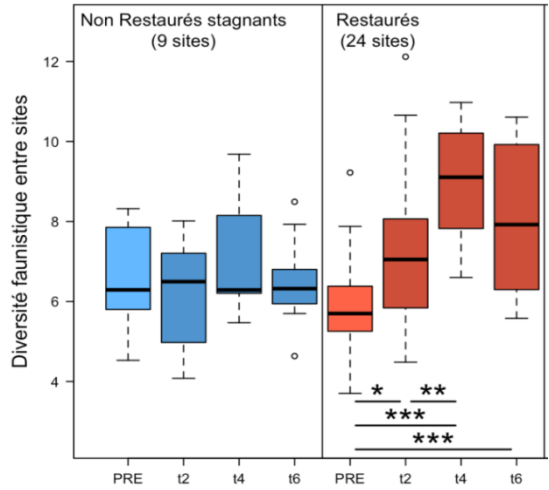 Non Restaurés stagnants
(9 sites)
Restaurés
(24 sites)
Diversité faunistique entre sites
12
10
8
6
4
* **
***
***
PRE t2 t4 t6 PRE t2 t4 t6